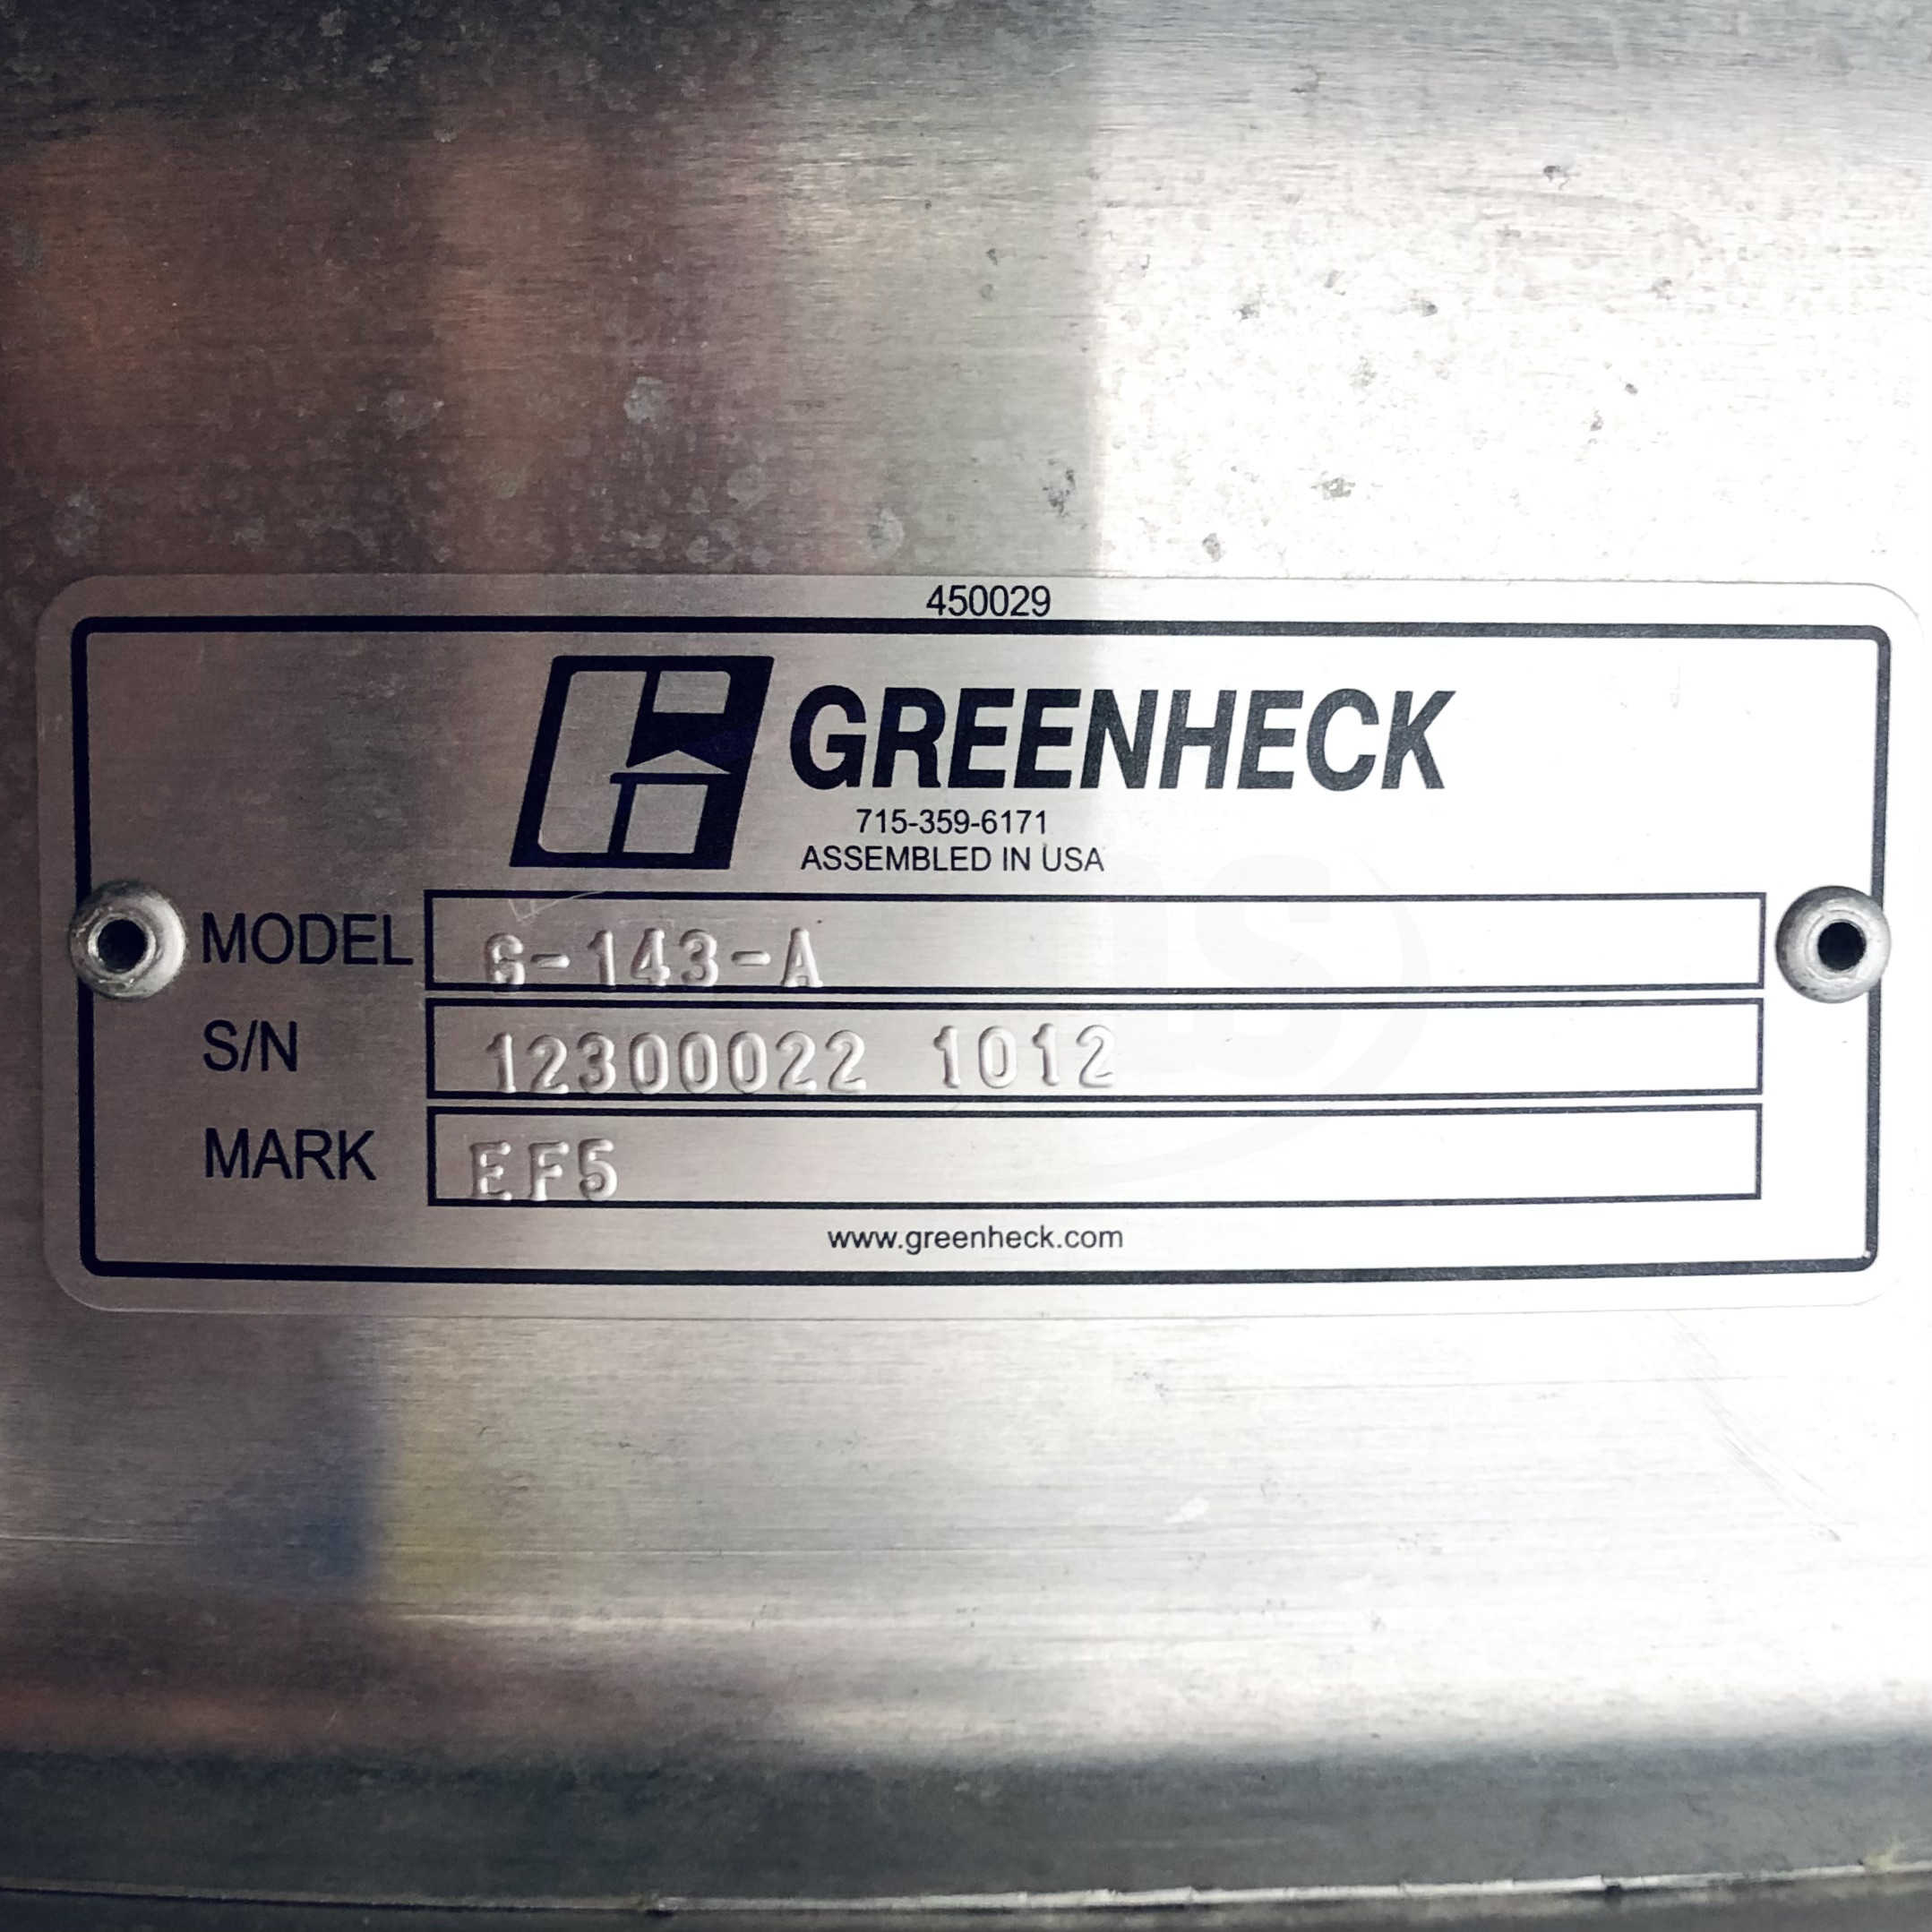 450029
GREENHECK
715-359-6171
ASSEMBLED IN USA
MODEL G-143-A
S/N 12300022 1012
MARK EF5
www.greenheck.com